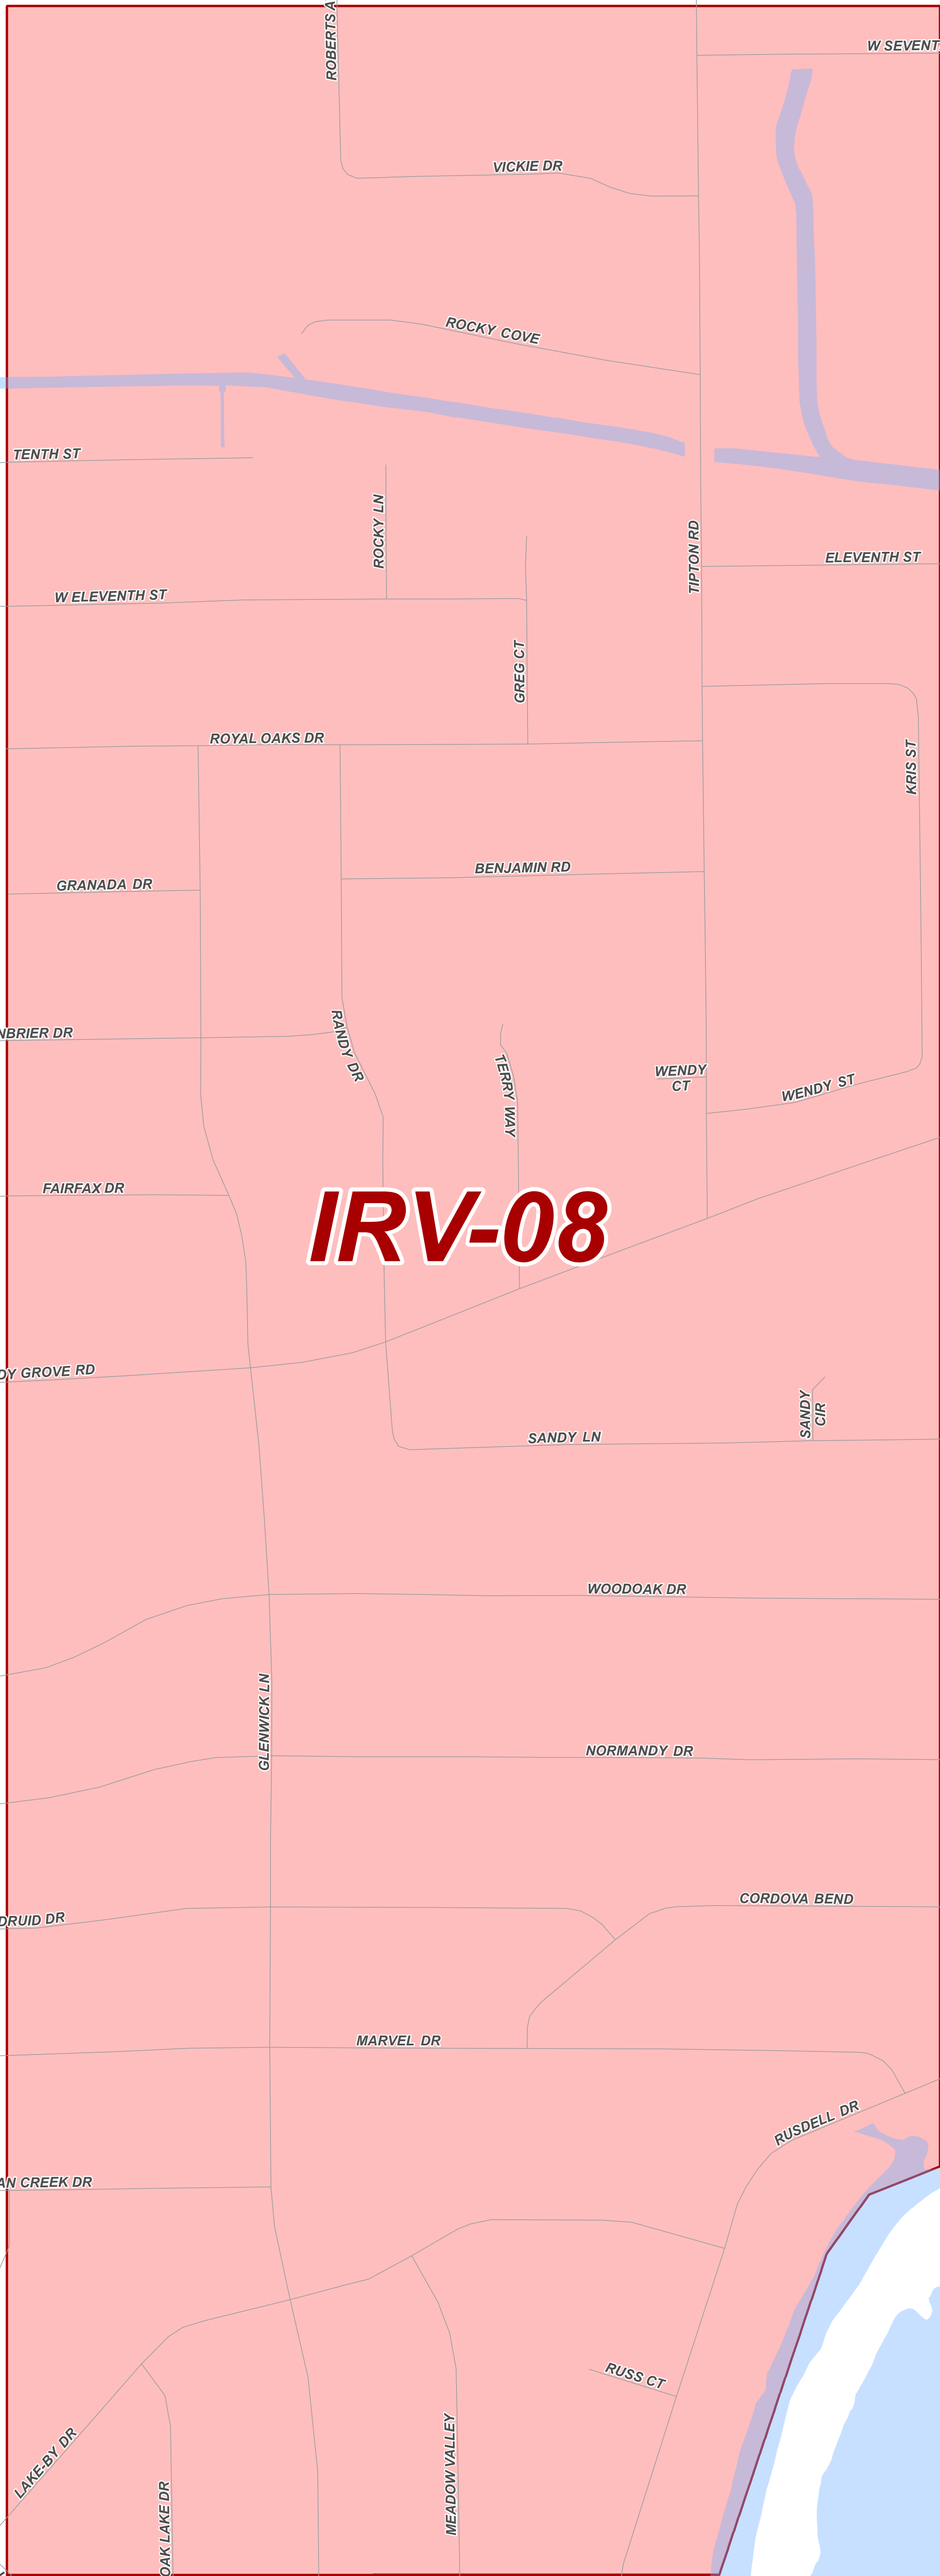 ROBERTS A
W SEVENT
VICKIE DR
ROCKY COVE
TENTH ST
ROCKY LN
TIPTON RD
ELEVENTH ST
W ELEVENTH ST
GREG CT
ROYAL OAKS DR
KRIS ST
BENJAMIN RD
GRANADA DR
NBRIER DR
RANDY DR
TERRY WAY
WENDY
CT
WENDY ST
FAIRFAX DR
IRV-08
DY GROVE RD
SANDY
CIR
SANDY LN
WOODOAK DR
GLENWICK LN
NORMANDY DR
CORDOVA BEND
DRUID DR
MARVEL DR
RUSDELL DR
AN CREEK DR
RUSS CT
LAKE-BY DR
MEADOW VALLEY
OAK LAKE DR